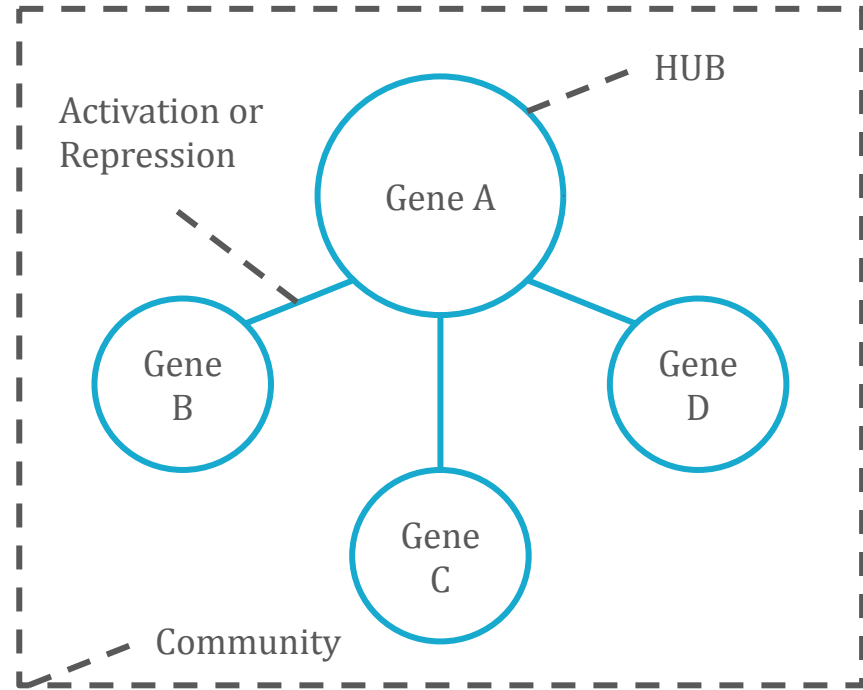 HUB
Activation or
Repression
Gene A
Gene
B
Gene
D
Gene
C
Community